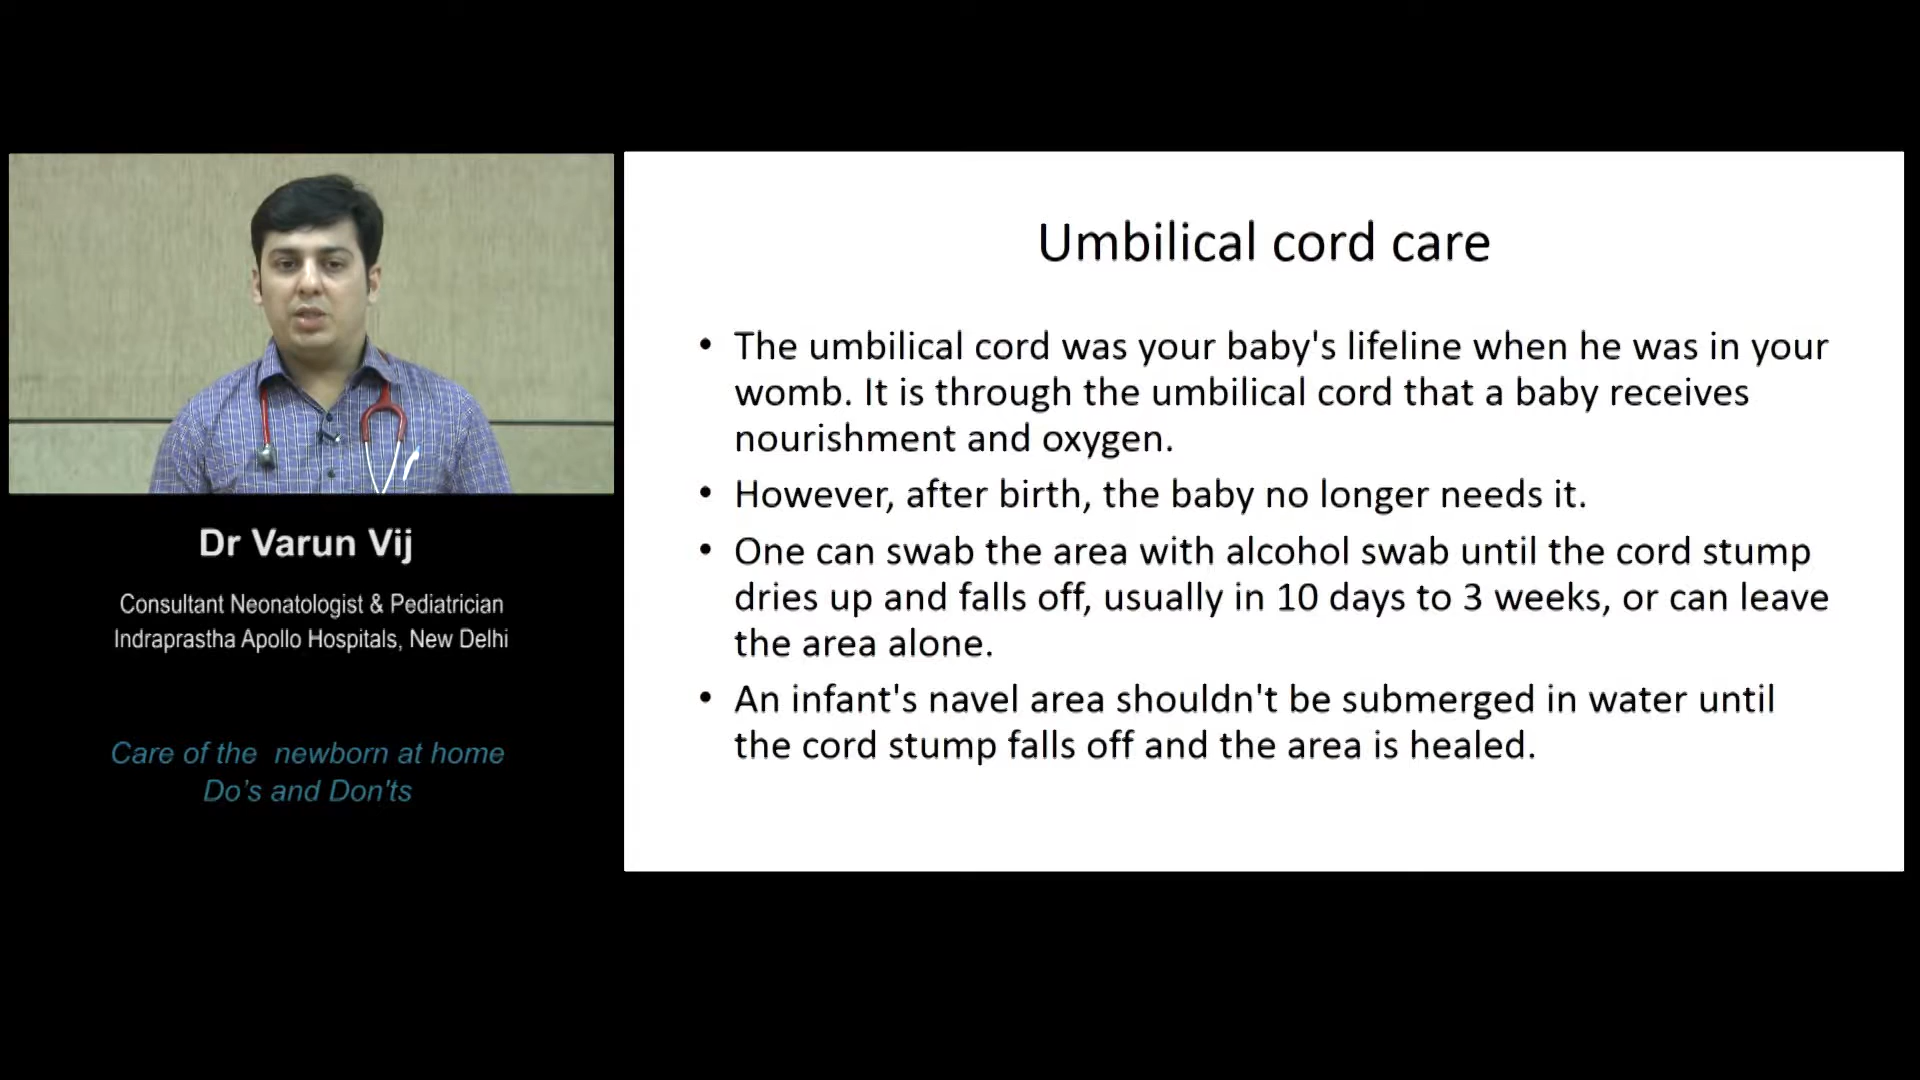 Umbilical cord care
• The umbilical cord was your baby's lifeline when he was in your
womb. It is through the umbilical cord that a baby receives
nourishment and oxygen.
• However, after birth, the baby no longer needs it.
• One can swab the area with alcohol swab until the cord stump
dries up and falls off, usually in 10 days to 3 weeks, or can leave
the area alone.
• An infant's navel area shouldn't be submerged in water until
the cord stump falls off and the area is healed.
Dr Varun Vij
Consultant Neonatologist & Pediatrician
Indraprastha Apollo Hospitals, New Delhi
Care of the newborn at home
Do’s and Don'ts